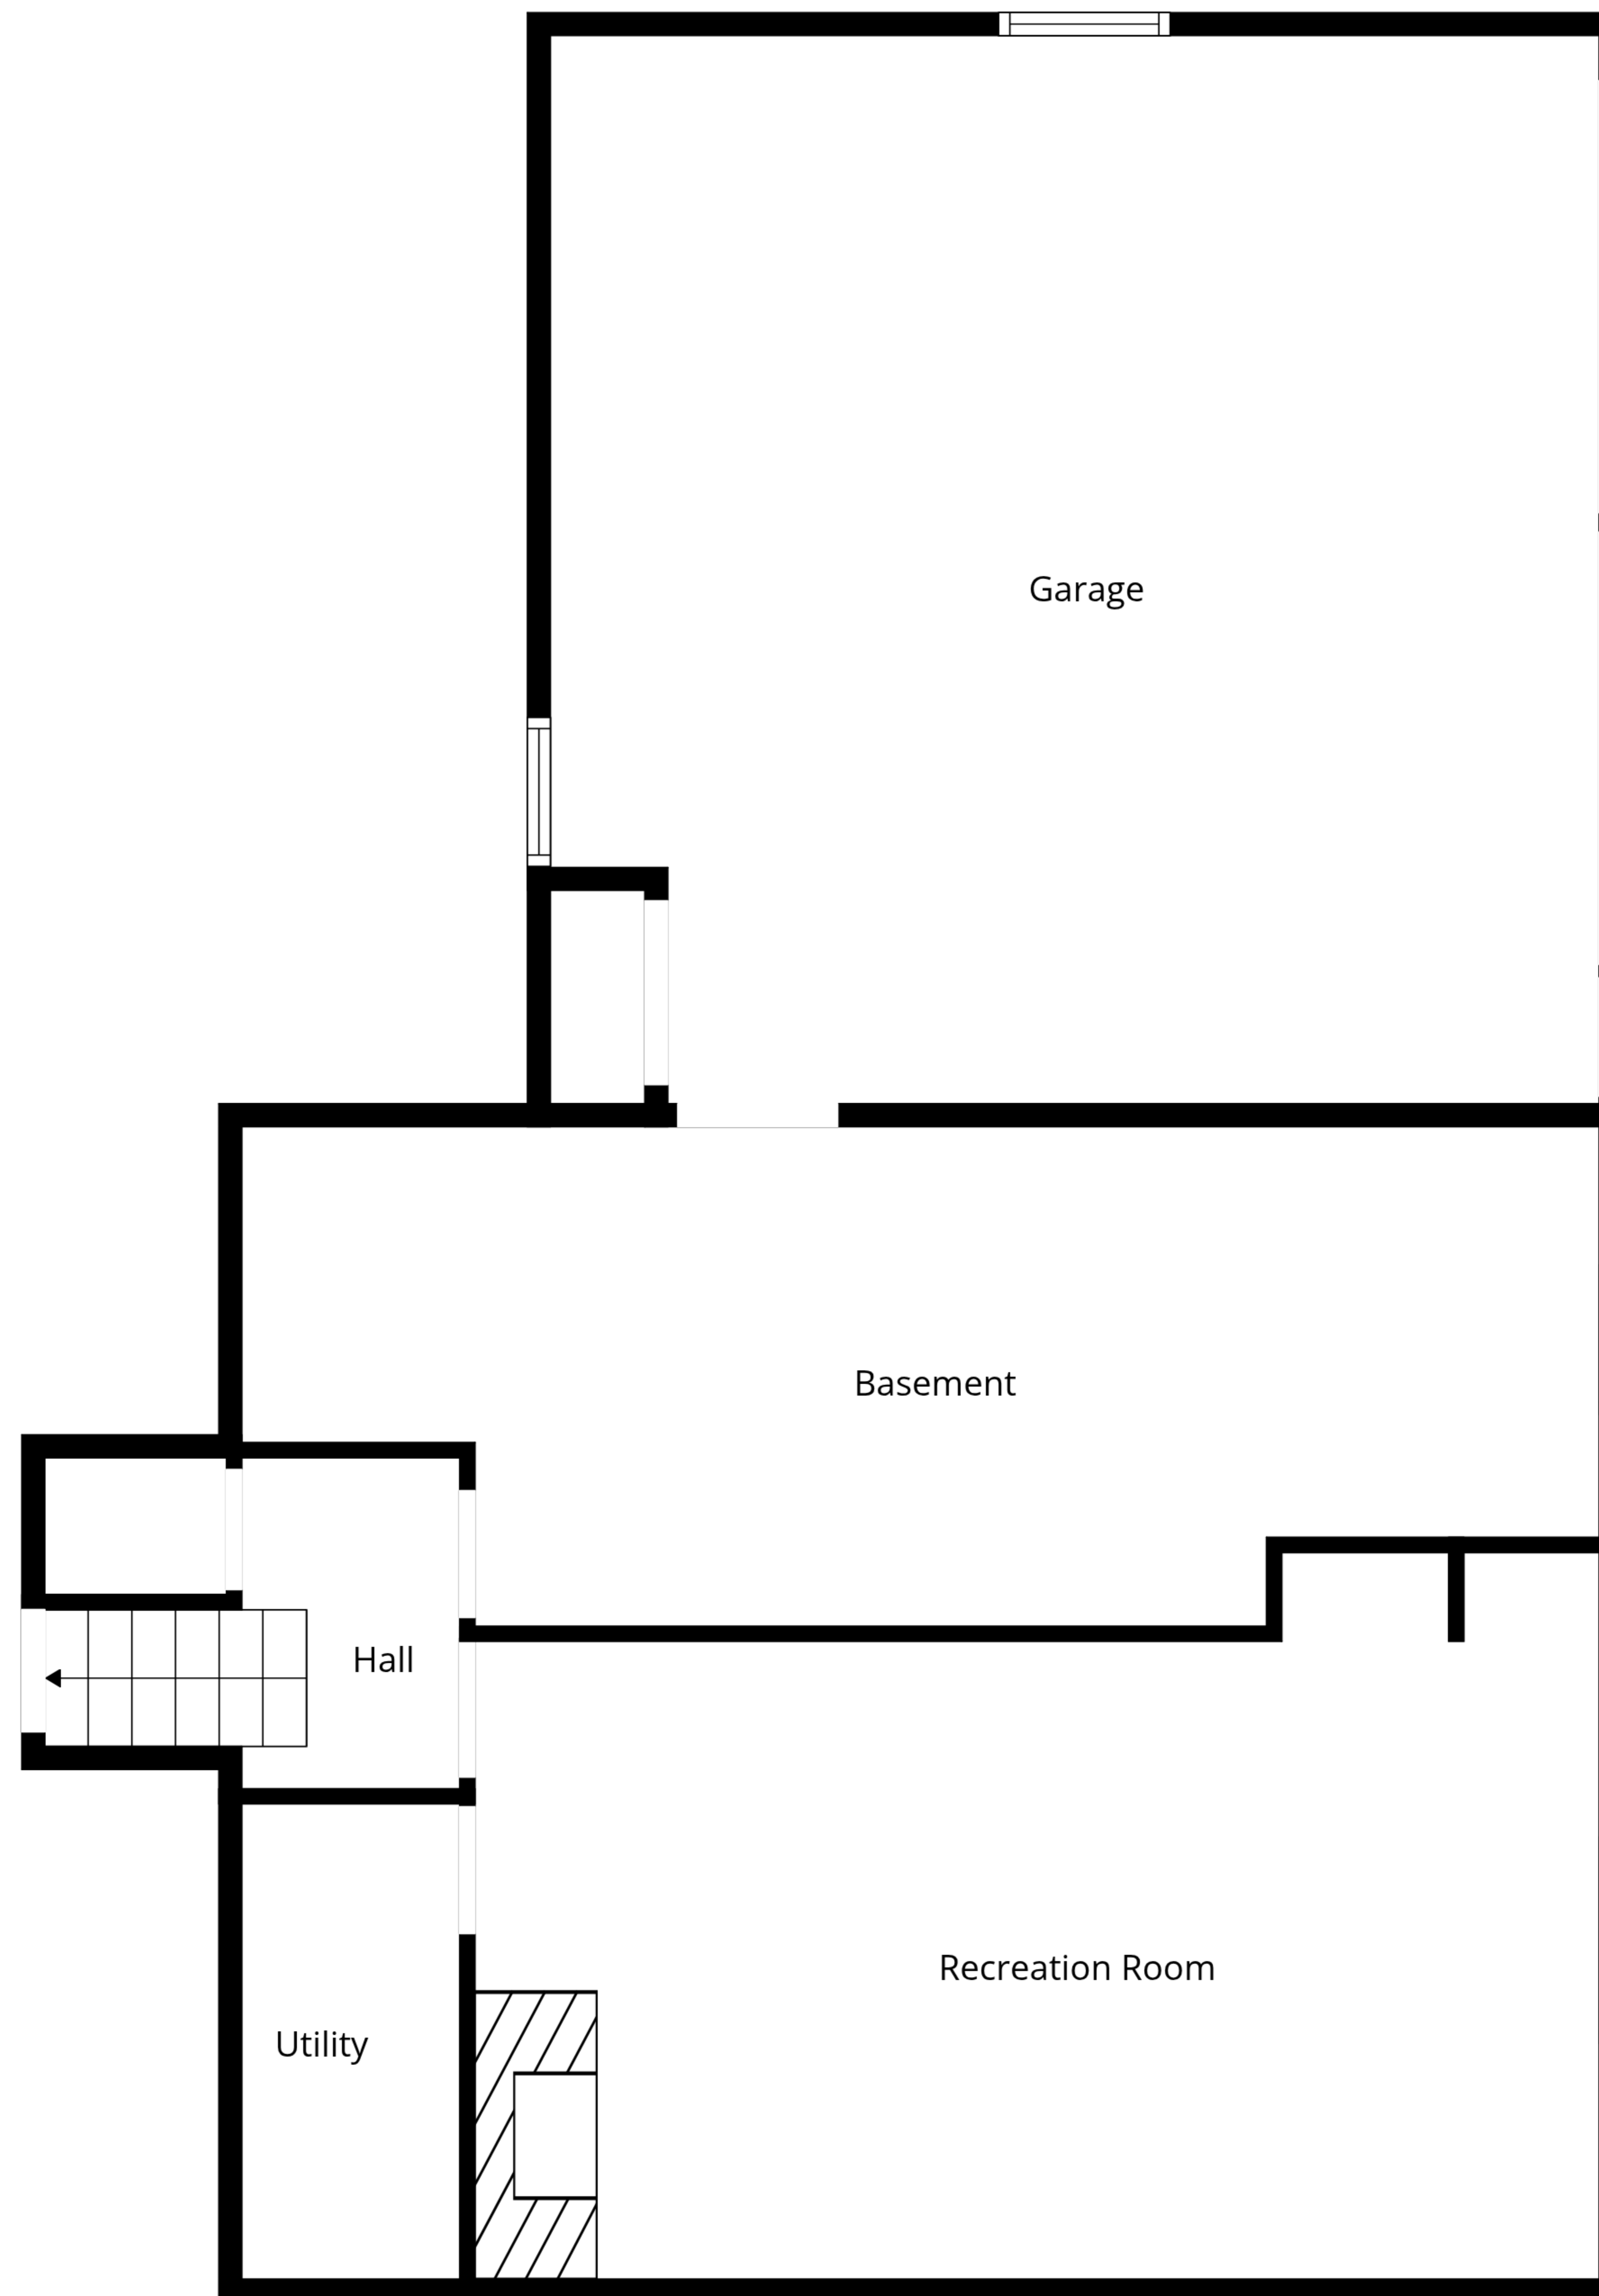 Garage
Basement
Hall
Recreation Room
Utility